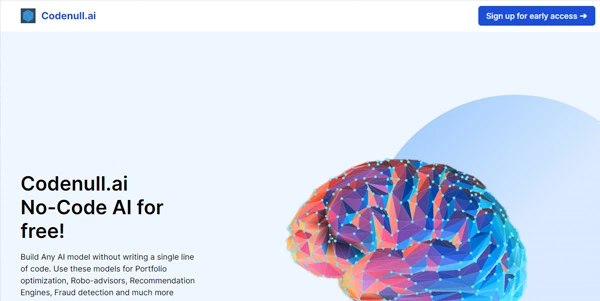 Codenull.ai
Sign up for early access ➔
Codenull.ai
No-Code AI for
free!
Build Any AI model without writing a single line
of code. Use these models for Portfolio
optimization, Robo-advisors, Recommendation
Engines, Fraud detection and much more